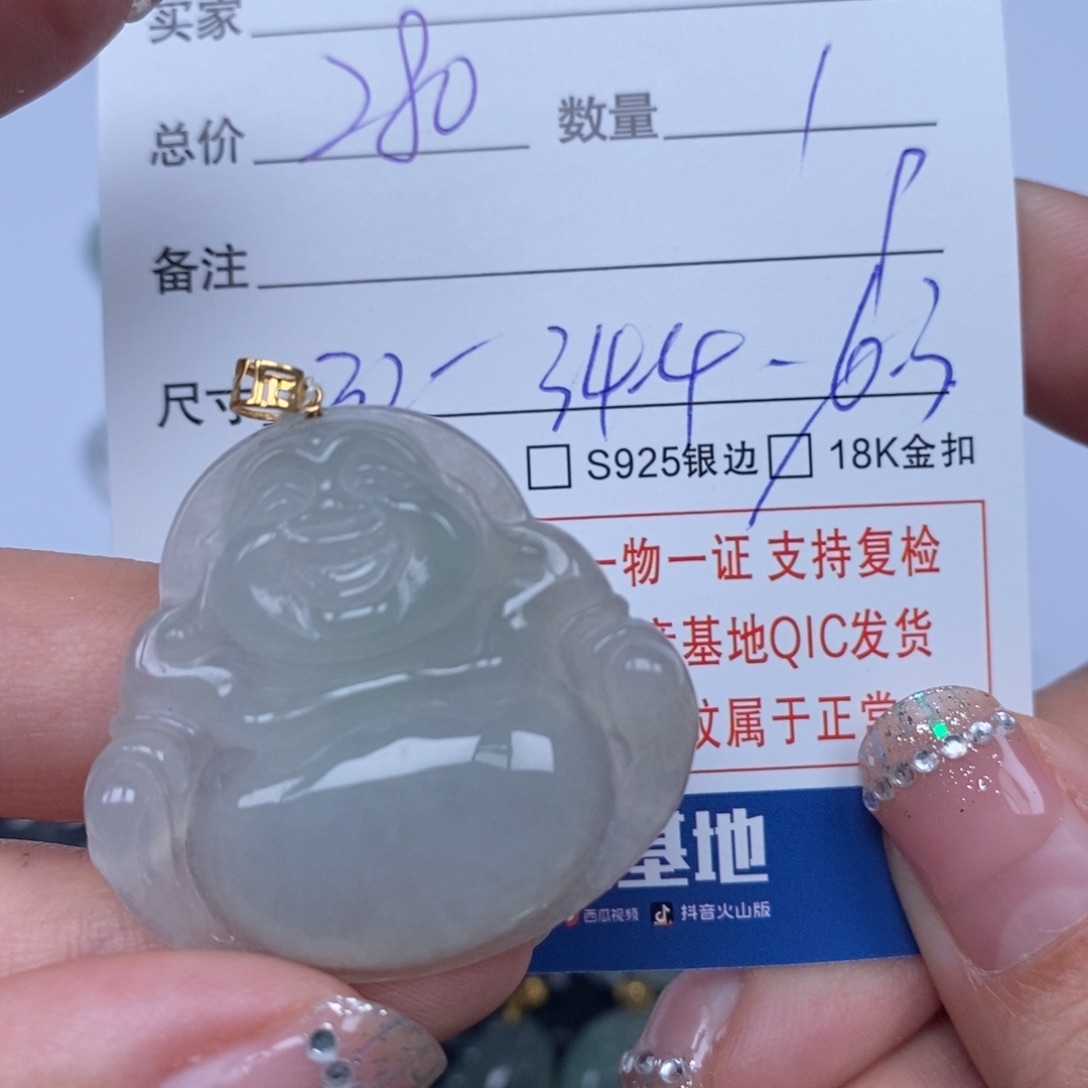 买家
总价 280 数量 1
备注
尺寸 32-34.4-6.3
S925银边 18K金扣
一物一证 支持复检
基地QIC发货
纹属于正常
基地
西瓜视频 抖音火山版